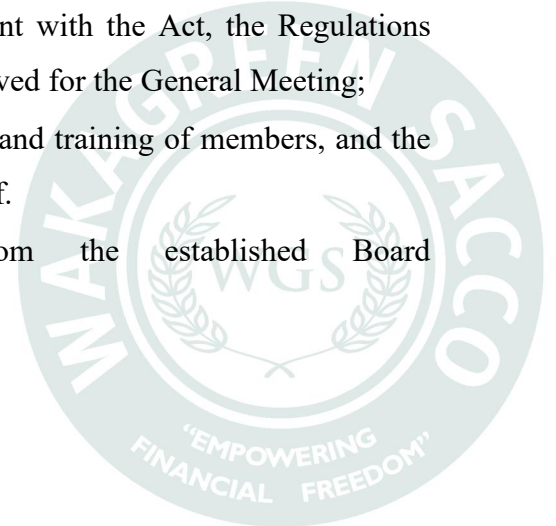 nt with the Act, the Regulations
ved for the General Meeting;
and training of members, and the
f.
om the established Board
WAKAGREEN SACCO
WGS
"EMPOWERING
FINANCIAL FREEDOM"